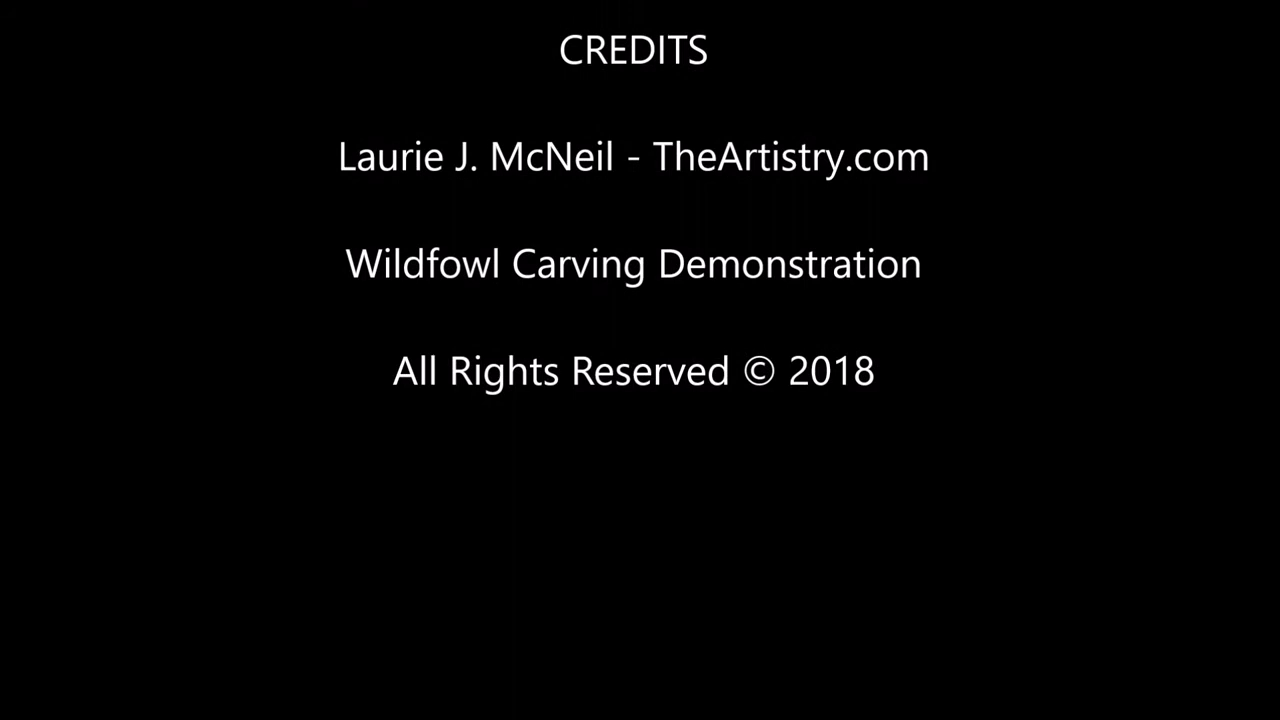 CREDITS
Laurie J. McNeil - TheArtistry.com
Wildfowl Carving Demonstration
All Rights Reserved © 2018